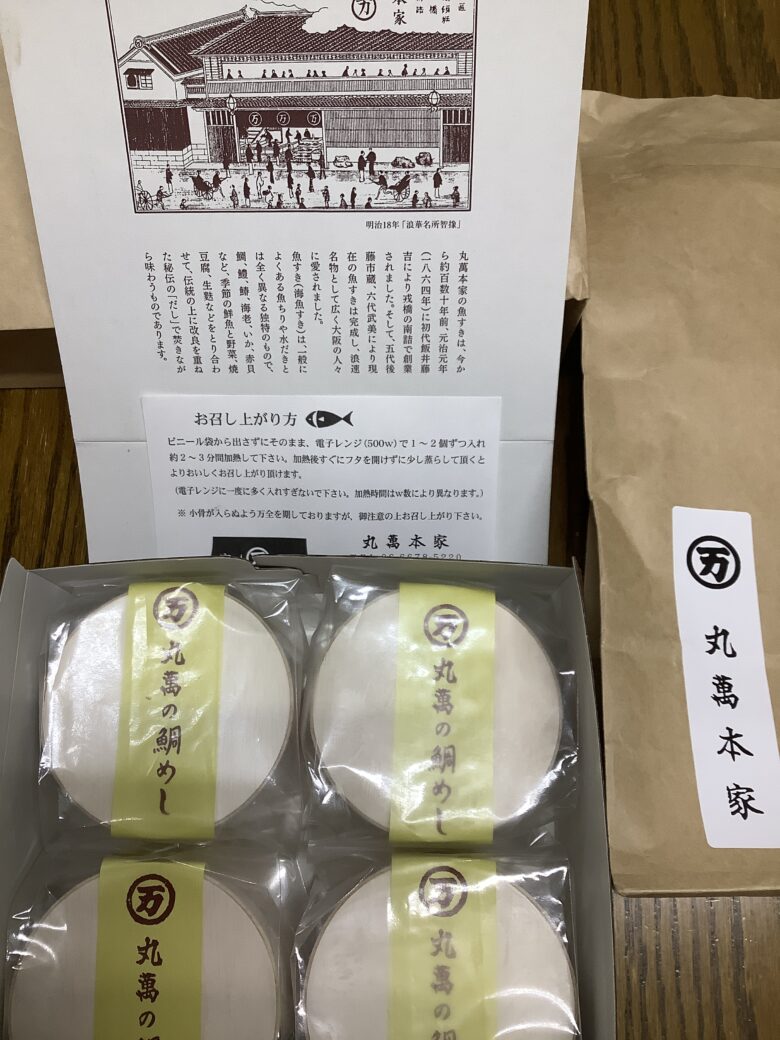 万
本家
万 万 万
明治18年「浪華名所智掾」
丸萬本家の魚すきは、今か
ら約百数十年前、元治元年
(一八六四年)に初代飯井藤
吉により戎橋の南詰で創業
されました。そして、五代後
藤市蔵、六代武美により現
在の魚すきは完成し、浪速
名物として広く大阪の人々
に愛されました。
魚すき(海魚すき)は、一般に
よくある魚ちりや水だきと
は全く異なる独特のもので、
鯛、鱧、鰆、海老、いか、赤貝
など、季節の鮮魚と野菜、焼
豆腐、生麩などをとり合わ
せて、伝統の上に改良を重ね
た秘伝の「だし」で焚きなが
ら味わうものであります。
お召し上がり方
ビニール袋から出さずにそのまま、電子レンジ(500w)で1〜2個ずつ入れ
約2〜3分間加熱して下さい。加熱後すぐにフタを開けずに少し蒸らして頂くと
よりおいしくお召し上がり頂けます。
(電子レンジに一度に多く入れすぎないで下さい。加熱時間はw数により異なります。)
※ 小骨が入らぬよう万全を期しておりますが、御注意の上お召し上がり下さい。
丸萬本家
06-6678-5220
万 丸萬の鯛めし
万 丸萬の鯛めし
万 丸萬の
万 丸萬の鯛
万 丸萬本家